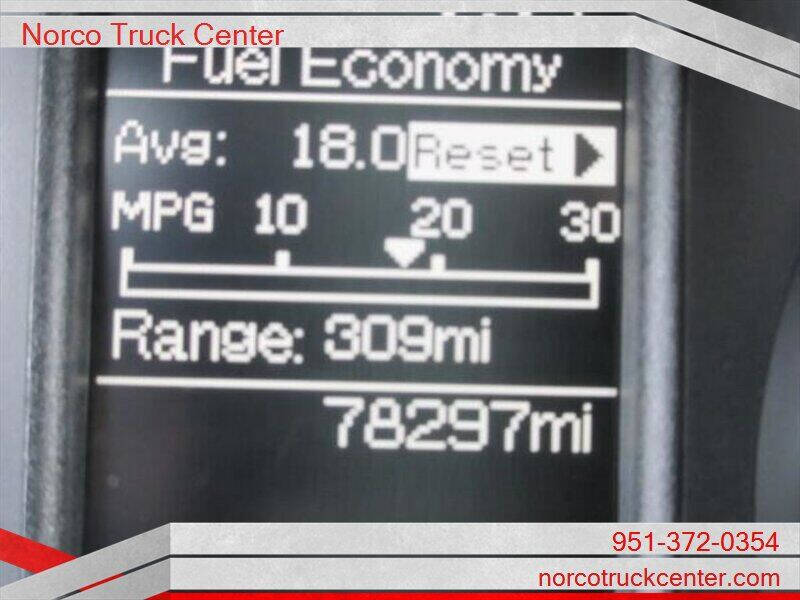 Norco Truck Center
Fuel Economy
Avg: 18.0 Reset
MPG 10 20 30
Range: 309mi
78297mi
951-372-0354
norcotruckcenter.com